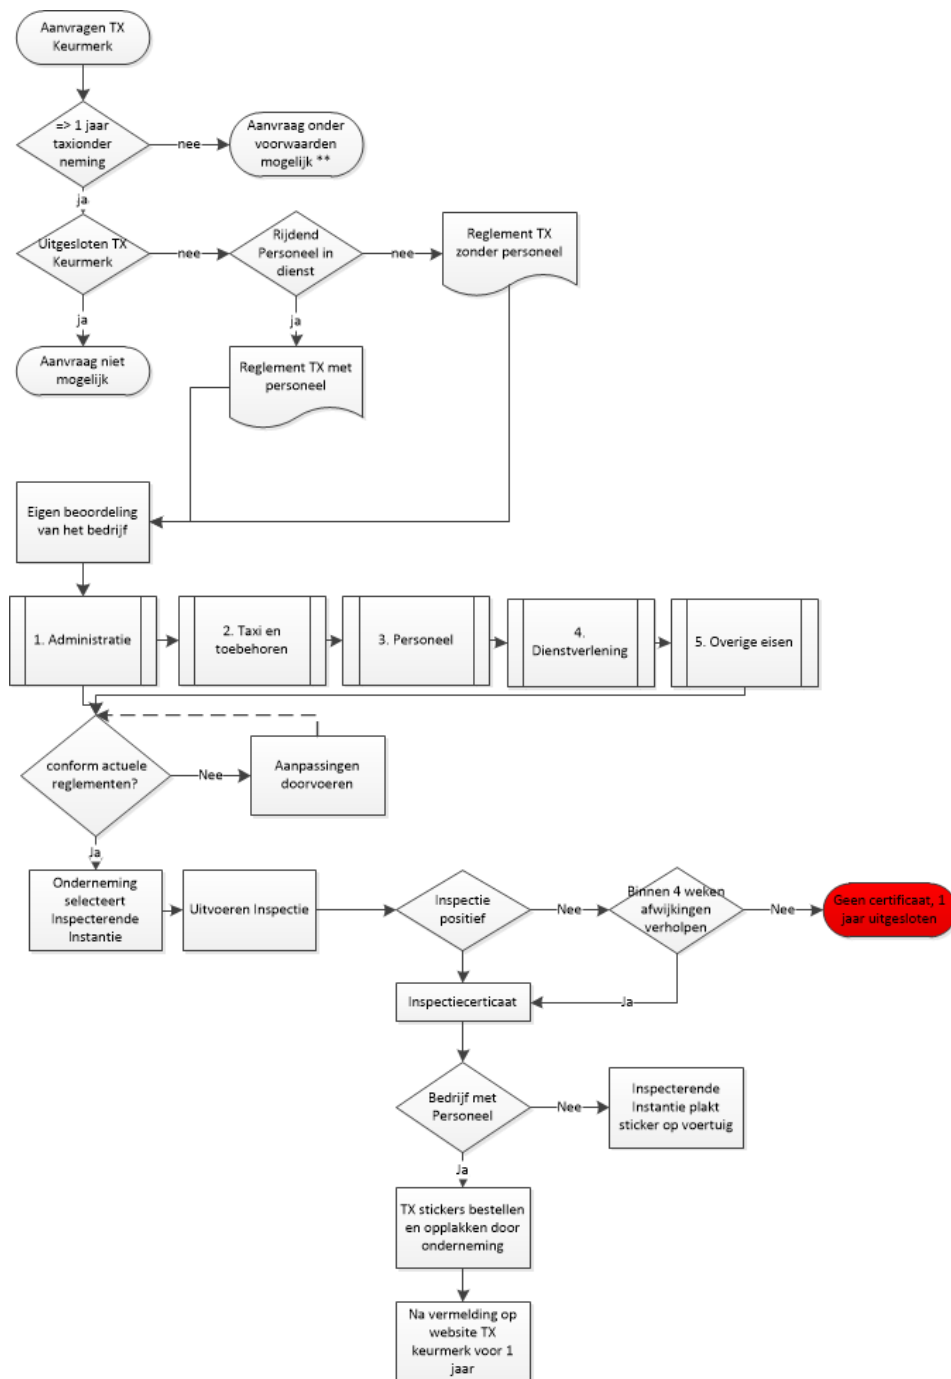 Aanvragen TX
Keurmerk
=> 1 jaar
taxionder
neming
nee
Aanvraag onder
voorwaarden
mogelijk **
ja
Uitgesloten TX
Keurmerk
nee
Rijdend
Personeel in
dienst
nee
Reglement TX
zonder personeel
ja
Aanvraag niet
mogelijk
ja
Reglement TX met
personeel
Eigen beoordeling
van het bedrijf
1. Administratie
2. Taxi en
toebehoren
3. Personeel
4.
Dienstverlening
5. Overige eisen
conform actuele
reglementen?
Nee
Aanpassingen
doorvoeren
Ja
Onderneming
selecteert
Inspecterende
Instantie
Uitvoeren Inspectie
Inspectie
positief
Nee
Binnen 4 weken
afwijkingen
verholpen
Nee
Geen certificaat, 1
jaar uitgesloten
Ja
Inspectiecerticaat
Bedrijf met
Personeel
Nee
Inspecterende
Instantie plakt
sticker op voertuig
Ja
TX stickers bestellen
en opplakken door
onderneming
Na vermelding op
website TX
keurmerk voor 1
jaar